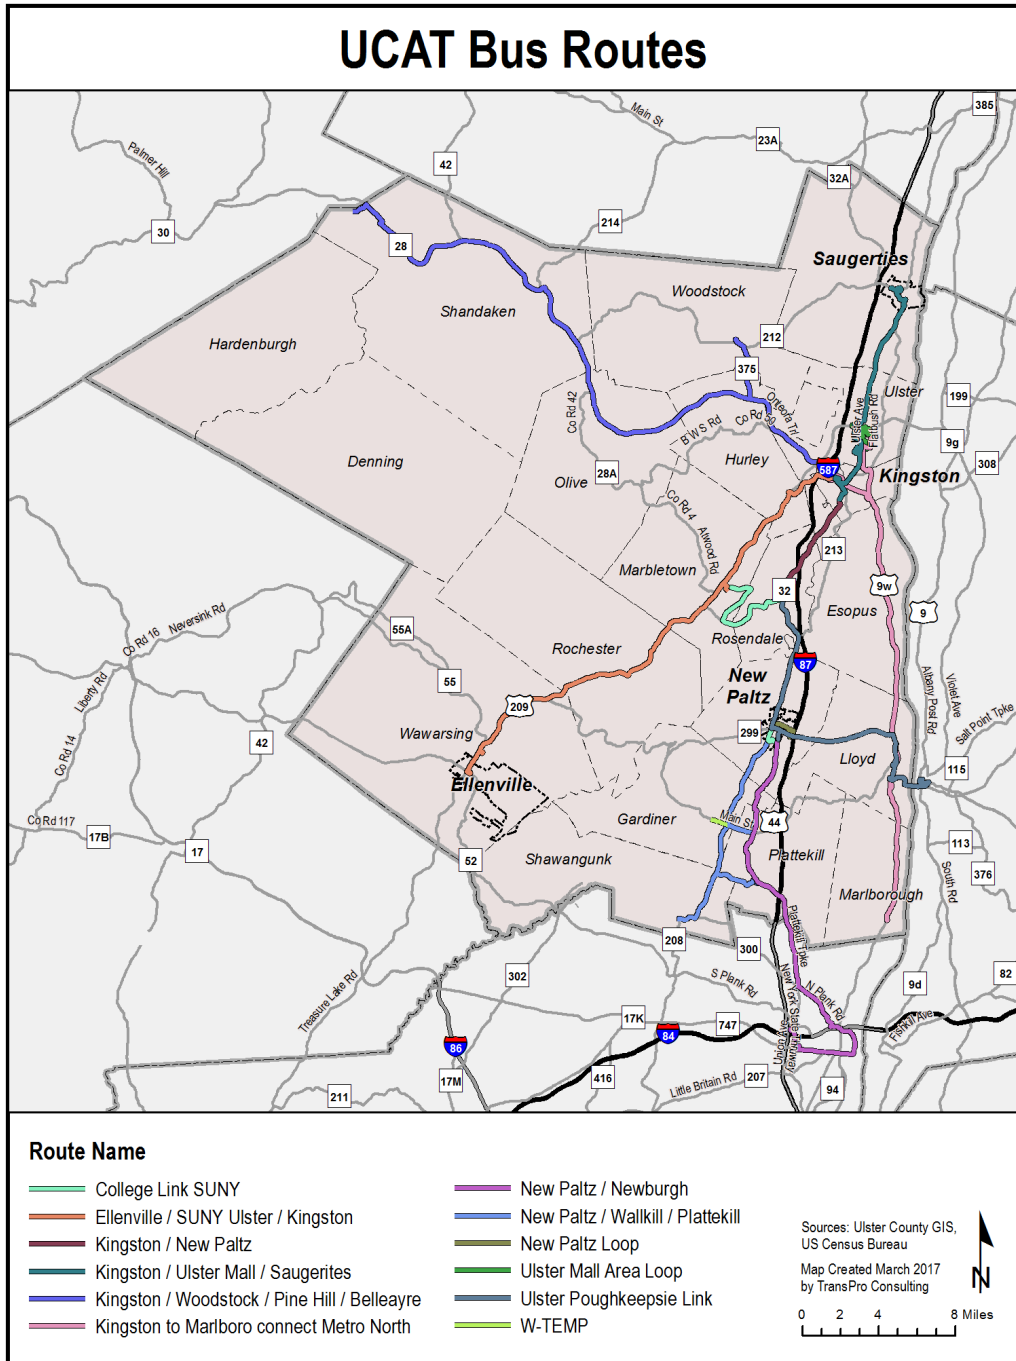 UCAT Bus Routes
385
Main St
23A
42
Palmer Hill
32A
214
30
28
Saugerties
Woodstock
Shandaken
212
Hardenburgh
375
Ulster
Co Rd 42
Onteora Trl
Ulster Ave
Flatbush Rd
199
B W S Rd
Co Rd 50
9g
Denning
Hurley
308
587
28A
Olive
Kingston
Co Rd 4
Atwood Rd
213
Marbletown
9w
32
Esopus
9
Neversink Rd
Co Rd 16
55A
Rosendale
Rochester
87
Liberty Rd
55
New
Paltz
Albany Post Rd
Violet Ave
209
Salt Point Tpke
Wawarsing
299
42
Co Rd 14
Lloyd
115
Ellenville
Gardiner
Main St
44
Co Rd 117
17B
17
113
Shawangunk
52
Plattekill
376
South Rd
Marlborough
Plattekill Tpke
208
300
302
S Plank Rd
82
9d
Treasure Lake Rd
New York State Thruway
N Plank Rd
17K
747
Fishkill Ave
84
86
Union Ave
17M
416
207
Little Britain Rd
94
211
Route Name
College Link SUNY
Ellenville / SUNY Ulster / Kingston
Kingston / New Paltz
Kingston / Ulster Mall / Saugerites
Kingston / Woodstock / Pine Hill / Belleayre
Kingston to Marlboro connect Metro North
New Paltz / Newburgh
New Paltz / Wallkill / Plattekill
New Paltz Loop
Ulster Mall Area Loop
Ulster Poughkeepsie Link
W-TEMP
Sources: Ulster County GIS,
US Census Bureau
Map Created March 2017
by TransPro Consulting
N
0 2 4 8 Miles